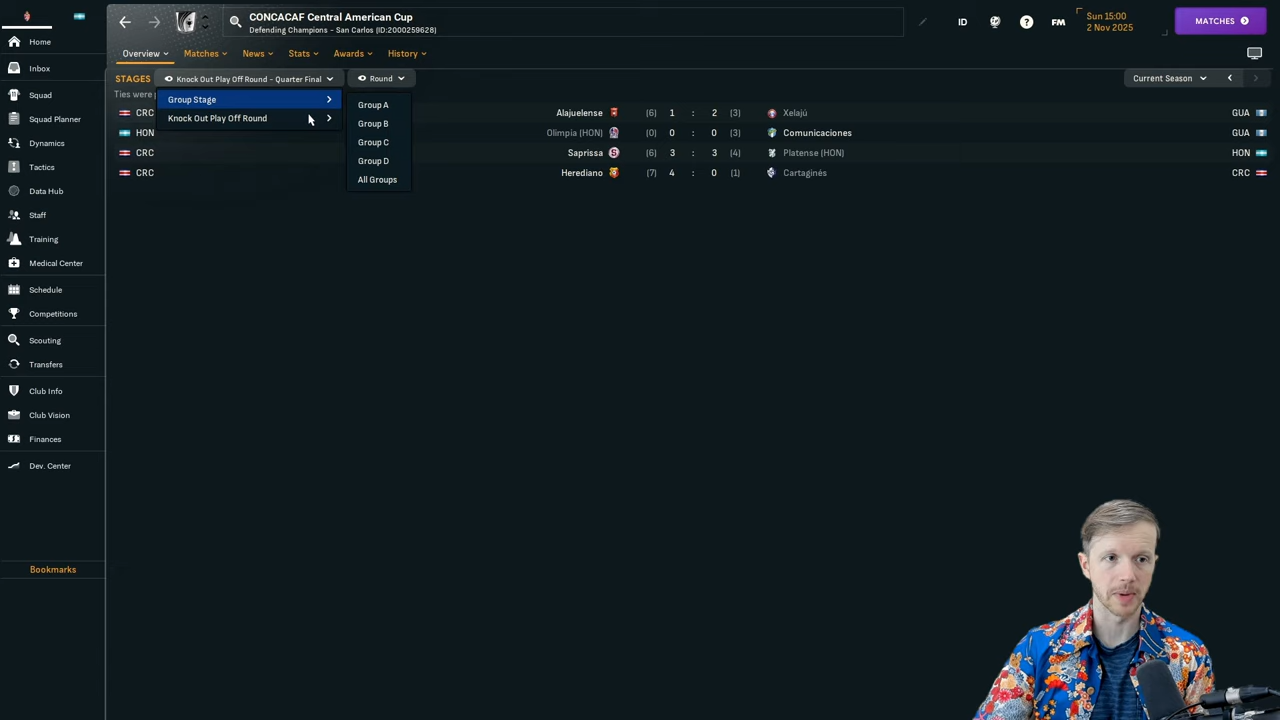 CONCACAF Central American Cup
Defending Champions - San Carlos (ID:2000259628)
ID
FM
Sun 15:00
2 Nov 2025
MATCHES
Home
Inbox
Squad
Squad Planner
Dynamics
Tactics
Data Hub
Staff
Training
Medical Center
Schedule
Competitions
Scouting
Transfers
Club Info
Club Vision
Finances
Dev. Center
Bookmarks
Overview
Matches
News
Stats
Awards
History
STAGES
Knock Out Play Off Round - Quarter Final
Round
Current Season
Ties were
Group Stage
Knock Out Play Off Round
Group A
Group B
Group C
Group D
All Groups
CRC Alajuelense (6) 1 : 2 (3) Xelajú GUA
HON Olimpia (HON) (0) 0 : 0 (3) Comunicaciones GUA
CRC Saprissa (6) 3 : 3 (4) Platense (HON) HON
CRC Herediano (7) 4 : 0 (1) Cartaginés CRC